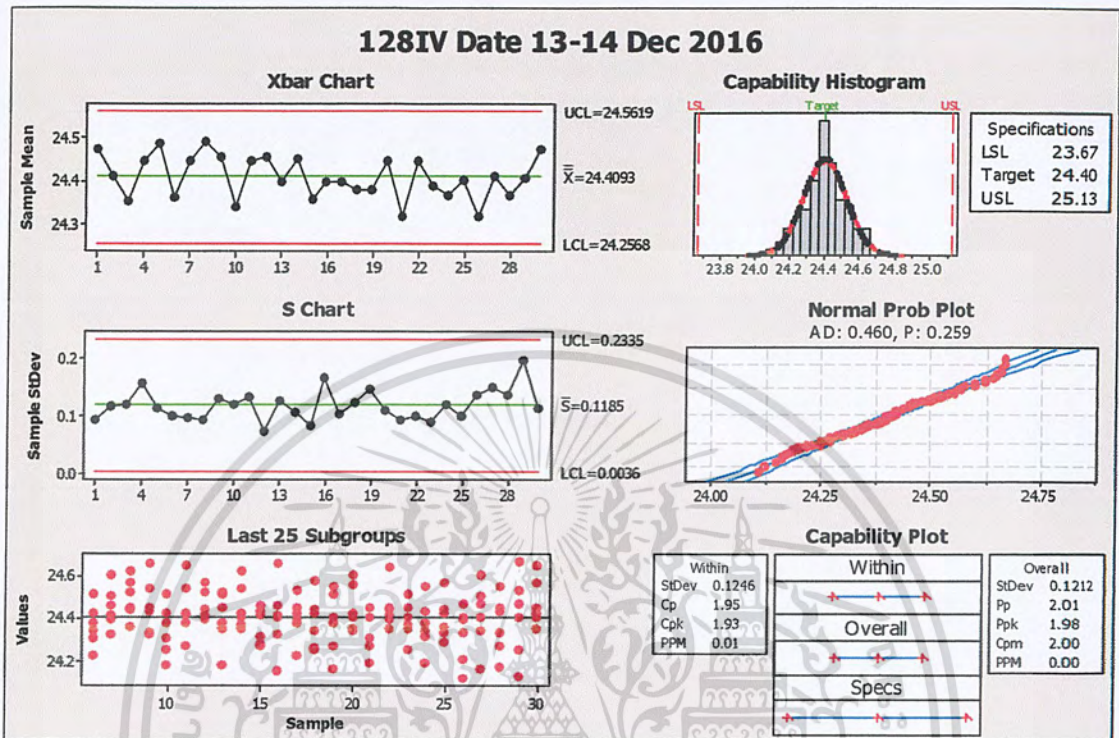 128IV Date 13-14 Dec 2016
Xbar Chart
Sample Mean
24.5
24.4
24.3
UCL=24.5619
X̿=24.4093
LCL=24.2568
1 4 7 10 13 16 19 22 25 28
Capability Histogram
LSL Target USL
23.8 24.0 24.2 24.4 24.6 24.8 25.0
Specifications
LSL 23.67
Target 24.40
USL 25.13
S Chart
Sample StDev
0.2
0.1
0.0
UCL=0.2335
S̅=0.1185
LCL=0.0036
1 4 7 10 13 16 19 22 25 28
Normal Prob Plot
AD: 0.460, P: 0.259
24.00 24.25 24.50 24.75
Last 25 Subgroups
Values
24.6
24.4
24.2
10 15 20 25 30
Sample
Capability Plot
Within
StDev 0.1246
Cp 1.95
Cpk 1.93
PPM 0.01
Within
Overall
Specs
Overall
StDev 0.1212
Pp 2.01
Ppk 1.98
Cpm 2.00
PPM 0.00